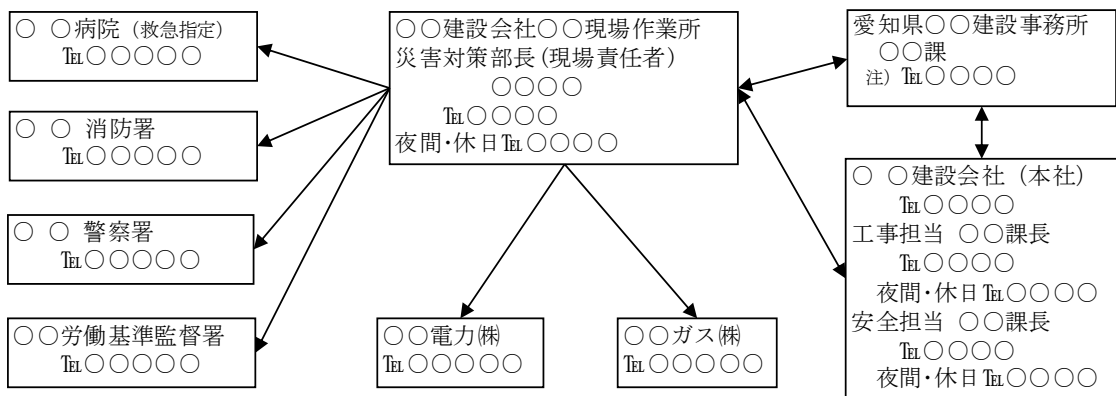 ○ ○病院（救急指定）
℡○○○○○
○ ○ 消防署
℡○○○○○
○ ○ 警察署
℡○○○○○
○○労働基準監督署
℡○○○○○
○○建設会社○○現場作業所
災害対策部長(現場責任者)
○○○○
℡○○○○
夜間･休日℡○○○○
○○電力㈱
℡○○○○○
○○ガス㈱
℡○○○○○
愛知県○○建設事務所
○○課
注）℡○○○○
○ ○建設会社（本社）
℡○○○○
工事担当 ○○課長
℡○○○○
夜間･休日℡○○○○
安全担当 ○○課長
℡○○○○
夜間･休日℡○○○○